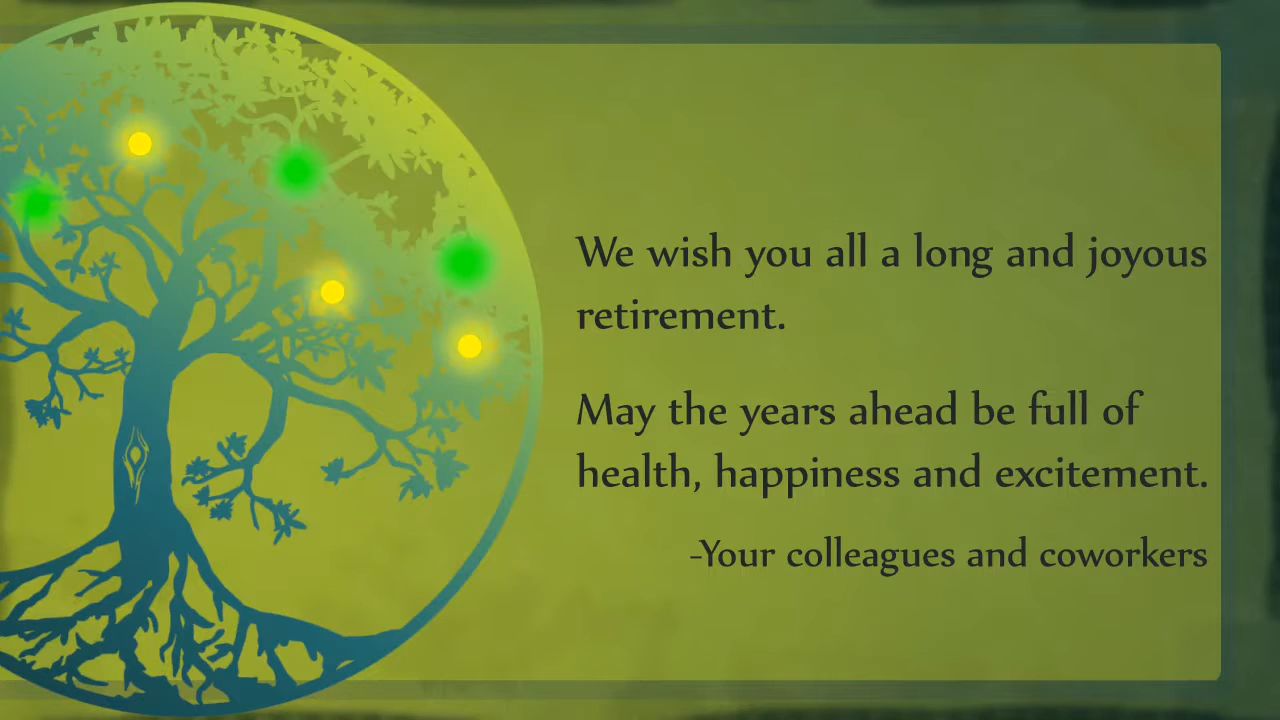 We wish you all a long and joyous
retirement.
May the years ahead be full of
health, happiness and excitement.
-Your colleagues and coworkers